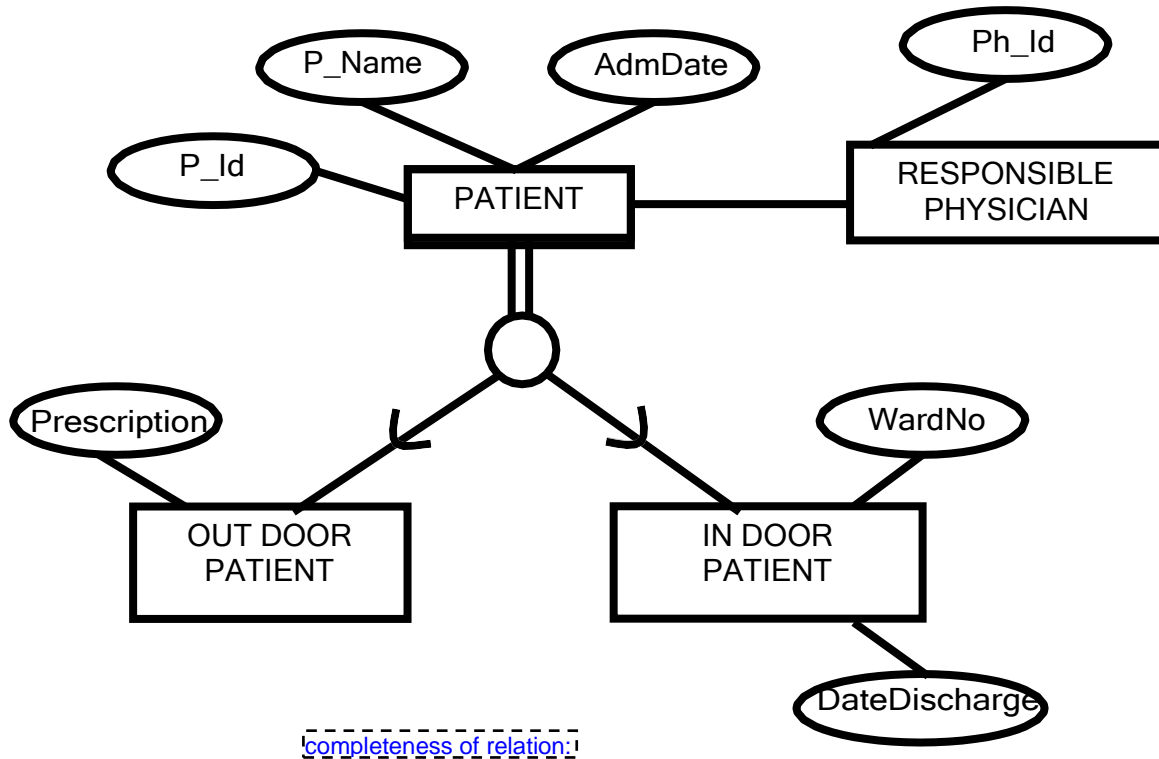 P_Name
AdmDate
Ph_Id
P_Id
PATIENT
RESPONSIBLE
PHYSICIAN
Prescription
WardNo
OUT DOOR
PATIENT
IN DOOR
PATIENT
DateDischarge
completeness of relation: